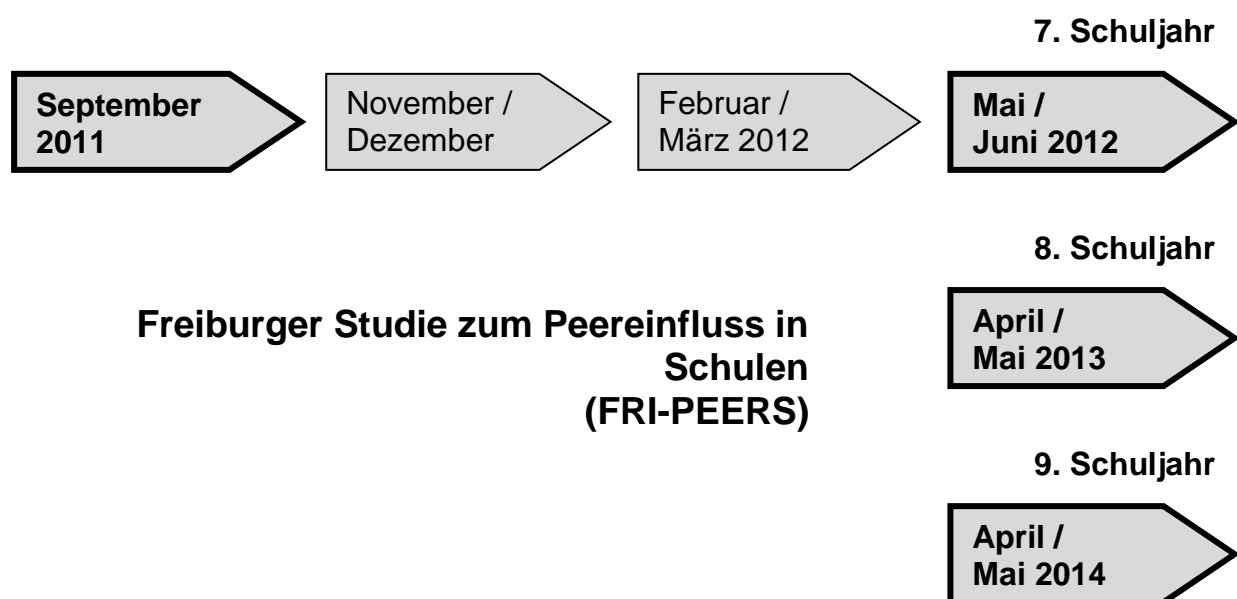 7. Schuljahr
September
2011
November /
Dezember
Februar /
März 2012
Mai /
Juni 2012
8. Schuljahr
Freiburger Studie zum Peereinfluss in
Schulen
(FRI-PEERS)
April /
Mai 2013
9. Schuljahr
April /
Mai 2014